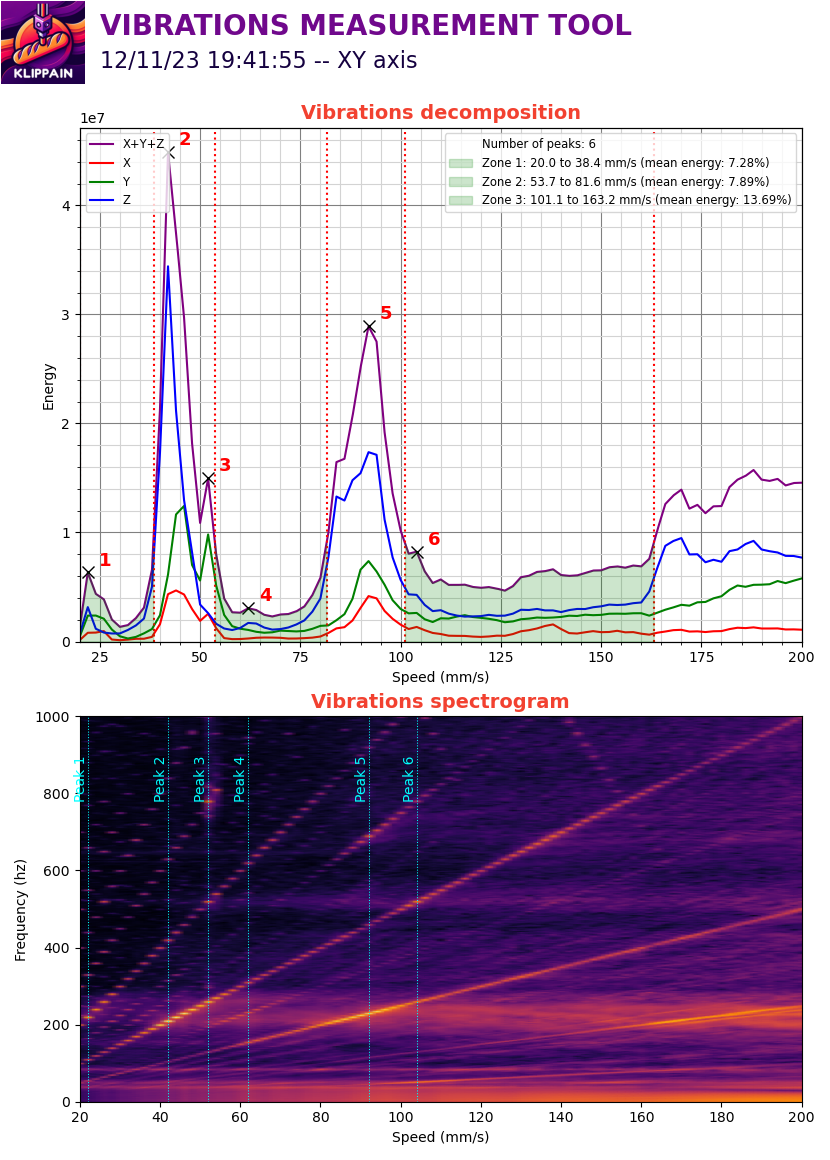 KLIPPAIN
VIBRATIONS MEASUREMENT TOOL
12/11/23 19:41:55 -- XY axis
Vibrations decomposition
1e7
X+Y+Z
X
Y
Z
Number of peaks: 6
Zone 1: 20.0 to 38.4 mm/s (mean energy: 7.28%)
Zone 2: 53.7 to 81.6 mm/s (mean energy: 7.89%)
Zone 3: 101.1 to 163.2 mm/s (mean energy: 13.69%)
1
2
3
4
5
6
Energy
4
3
2
1
0
25 50 75 100 125 150 175 200
Speed (mm/s)
Vibrations spectrogram
Peak 1
Peak 2
Peak 3
Peak 4
Peak 5
Peak 6
Frequency (hz)
1000
800
600
400
200
0
20 40 60 80 100 120 140 160 180 200
Speed (mm/s)